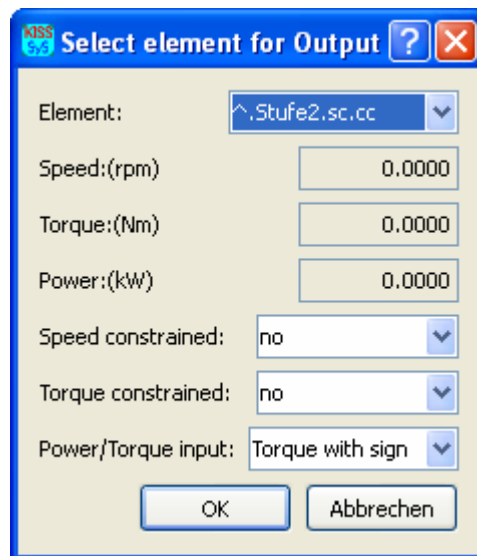 KISS
SyS
Select element for Output
Element: ^.Stufe2.sc.cc
Speed:(rpm) 0.0000
Torque:(Nm) 0.0000
Power:(kW) 0.0000
Speed constrained: no
Torque constrained: no
Power/Torque input: Torque with sign
OK Abbrechen